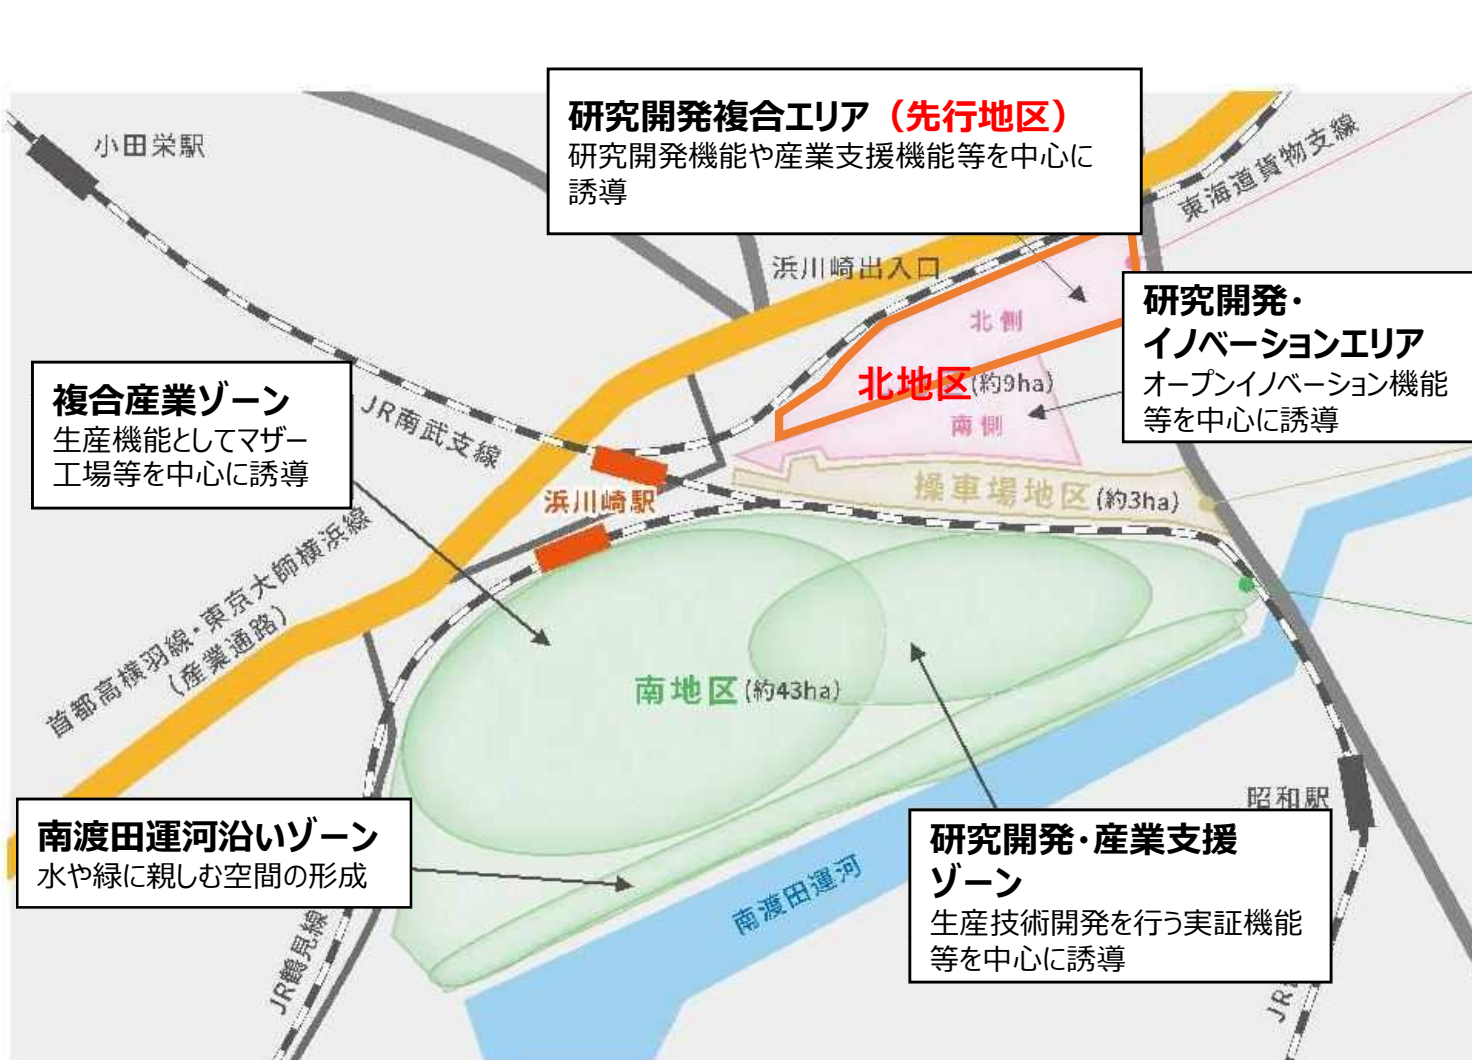 研究開発複合エリア（先行地区）
研究開発機能や産業支援機能等を中心に
誘導
小田栄駅
東海道貨物支線
浜川崎出入口
北側
研究開発・
イノベーションエリア
オープンイノベーション機能
等を中心に誘導
北地区(約9ha)
南側
複合産業ゾーン
生産機能としてマザー
工場等を中心に誘導
JR南武支線
浜川崎駅
操車場地区(約3ha)
首都高横羽線・東京大師横浜線
(産業道路)
南地区(約43ha)
昭和駅
南渡田運河沿いゾーン
水や緑に親しむ空間の形成
研究開発・産業支援
ゾーン
生産技術開発を行う実証機能
等を中心に誘導
南渡田運河
JR鶴見線
JR